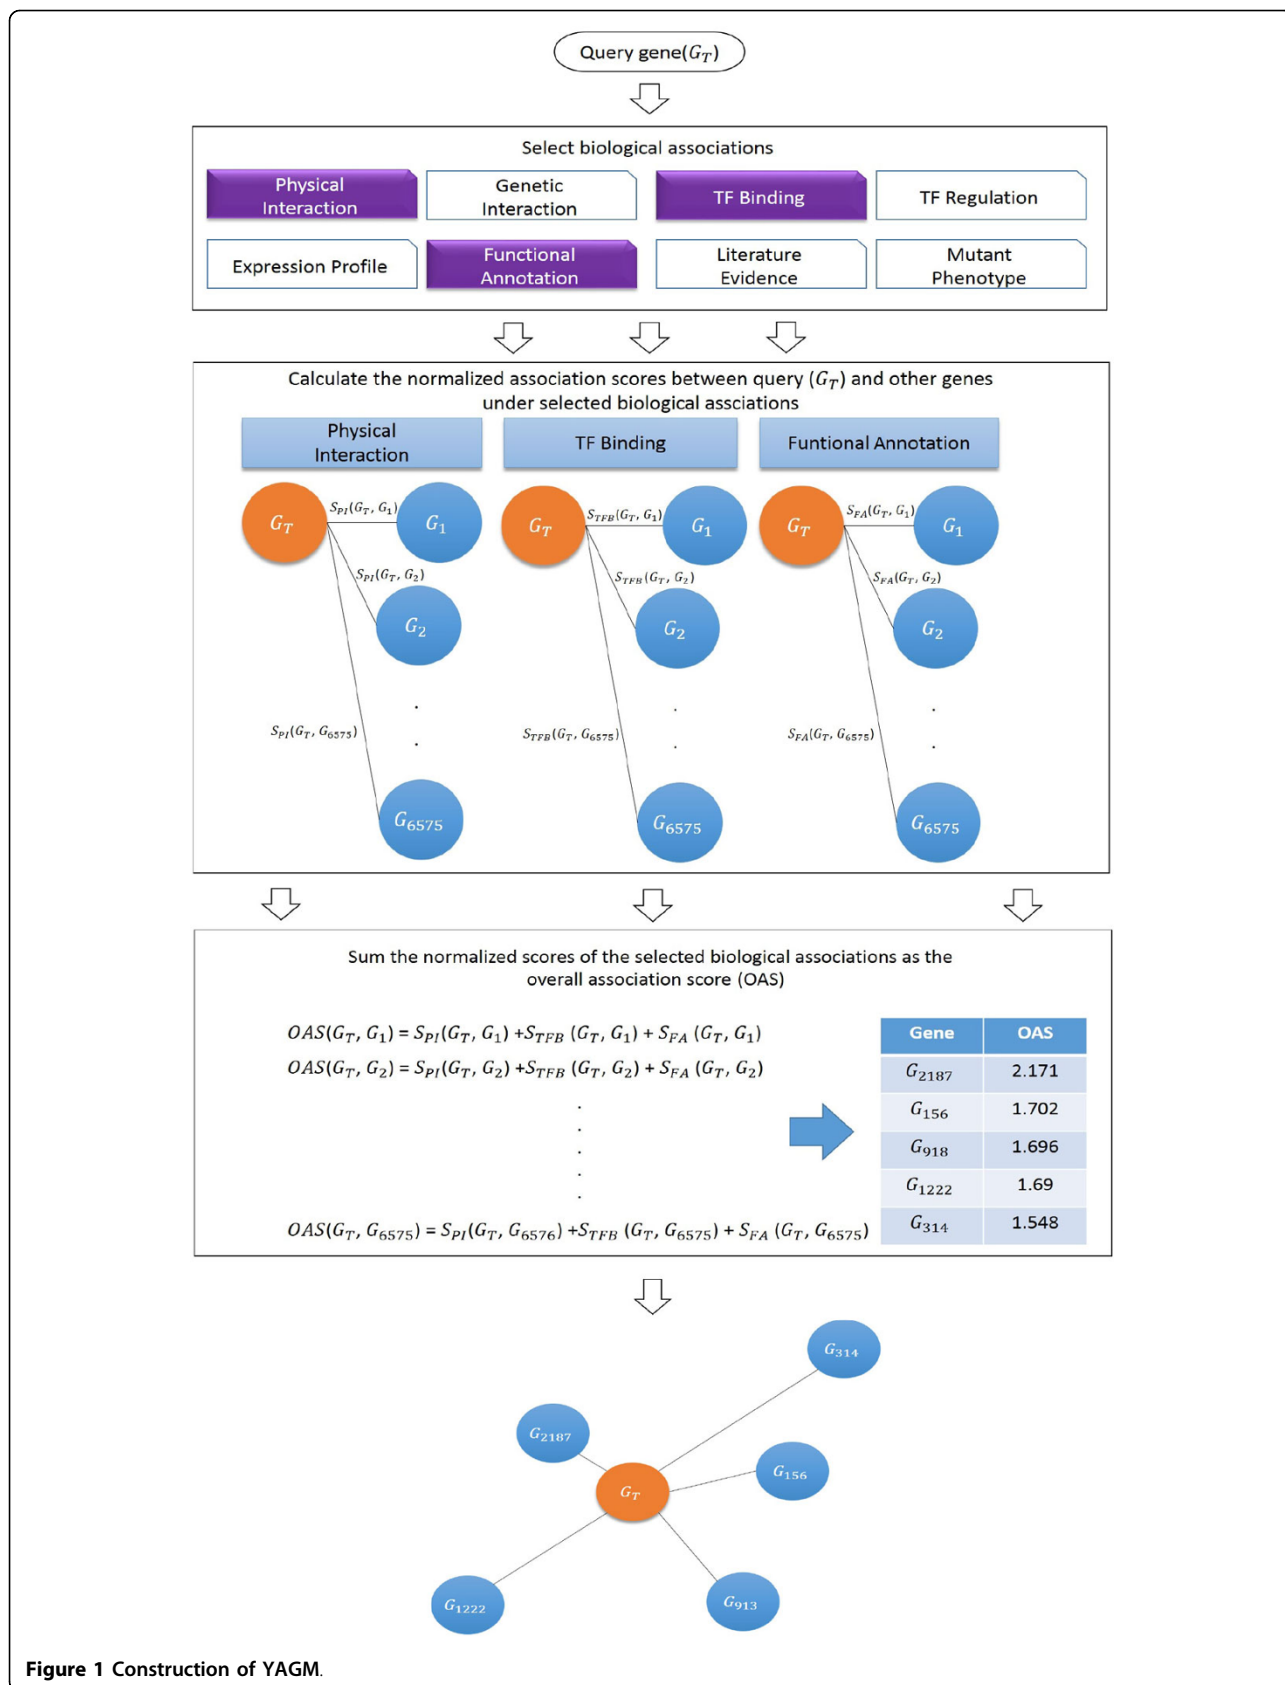 Query gene(G_T)
Select biological associations
Physical
Interaction
Genetic
Interaction
TF Binding
TF Regulation
Expression Profile
Functional
Annotation
Literature
Evidence
Mutant
Phenotype
Calculate the normalized association scores between query (G_T) and other genes
under selected biological assciations
Physical
Interaction
TF Binding
Funtional Annotation
G_T
S_PI(G_T, G_1)
G_1
S_PI(G_T, G_2)
G_2
.
.
S_PI(G_T, G_6575)
G_6575
G_T
S_TFB(G_T, G_1)
G_1
S_TFB(G_T, G_2)
G_2
.
.
S_TFB(G_T, G_6575)
G_6575
G_T
S_FA(G_T, G_1)
G_1
S_FA(G_T, G_2)
G_2
.
.
S_FA(G_T, G_6575)
G_6575
Sum the normalized scores of the selected biological associations as the
overall association score (OAS)
OAS(G_T, G_1) = S_PI(G_T, G_1) +S_TFB (G_T, G_1) + S_FA (G_T, G_1)
OAS(G_T, G_2) = S_PI(G_T, G_2) +S_TFB (G_T, G_2) + S_FA (G_T, G_2)
.
.
.
.
.
OAS(G_T, G_6575) = S_PI(G_T, G_6576) +S_TFB (G_T, G_6575) + S_FA (G_T, G_6575)
Gene OAS
G_2187 2.171
G_156 1.702
G_918 1.696
G_1222 1.69
G_314 1.548
G_314
G_2187
G_156
G_T
G_1222
G_913
Figure 1 Construction of YAGM.